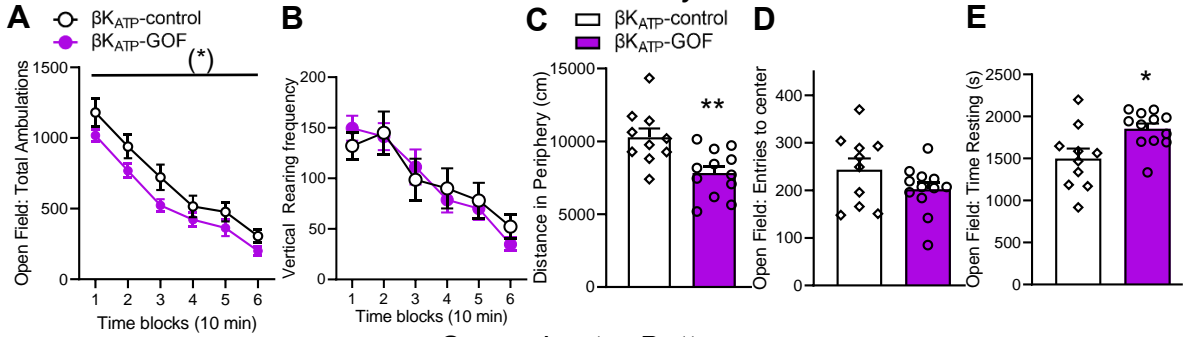 A
βKATP-control
βKATP-GOF
(*)
Open Field: Total Ambulations
1500
1000
500
0
1 2 3 4 5 6
Time blocks (10 min)
B
Vertical Rearing frequency
200
150
100
50
0
1 2 3 4 5 6
Time blocks (10 min)
C
βKATP-control
βKATP-GOF
Distance in Periphery (cm)
15000
10000
5000
0
**
D
Open Field: Entries to center
400
300
200
100
0
E
Open Field: Time Resting (s)
2500
2000
1500
1000
500
0
*